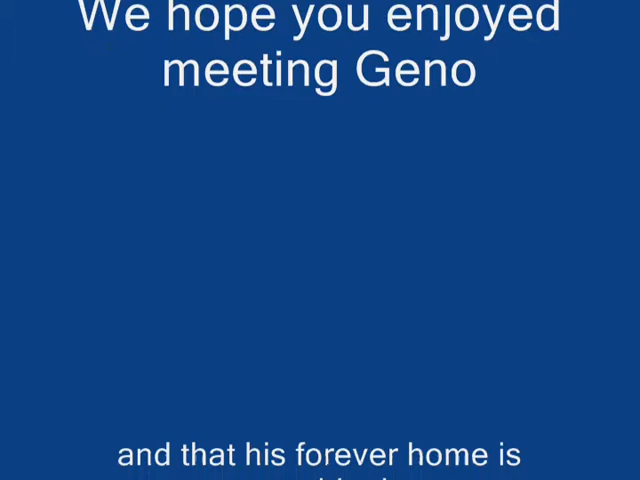 We hope you enjoyed
meeting Geno
and that his forever home is